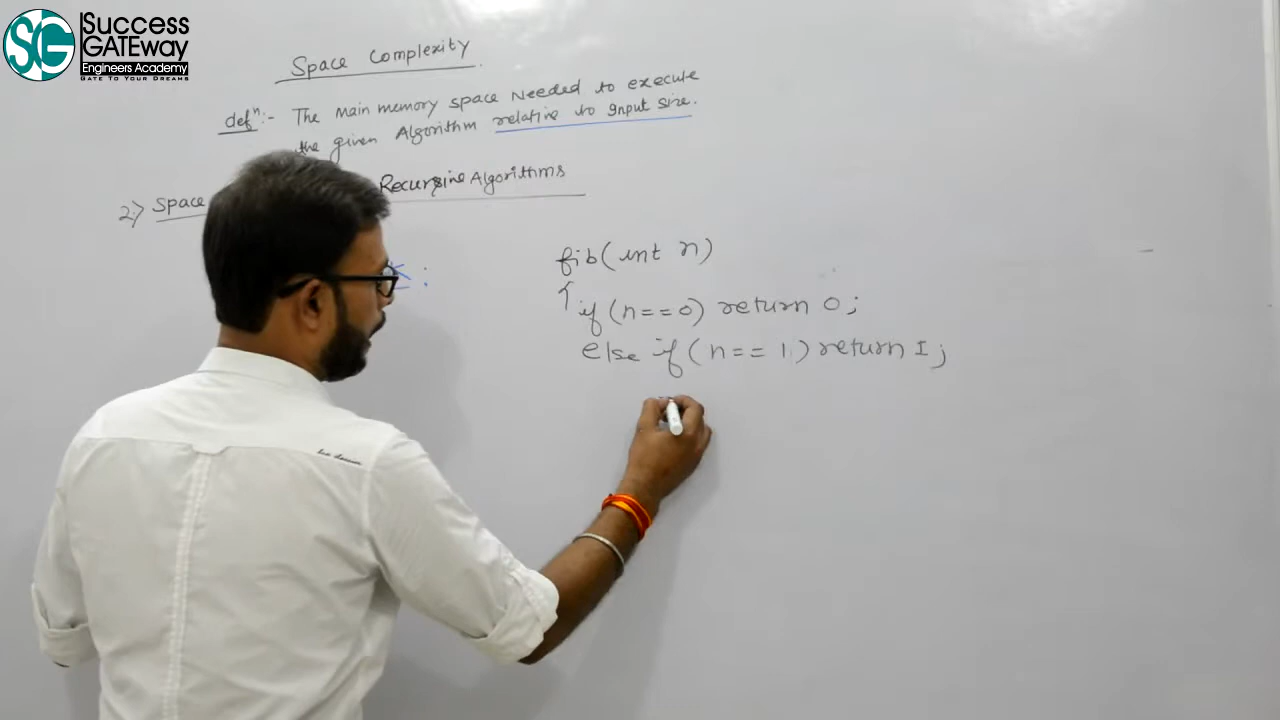 Success
GATEway
Engineers Academy
GATE To Your DREAMS
Space Complexity
defⁿ:- The Main memory space Needed to execute
the given Algorithm relative to Input size.
2:> Space Recursive Algorithms
fib(int n)
{
if (n==0) return 0;
else if (n==1) return 1;